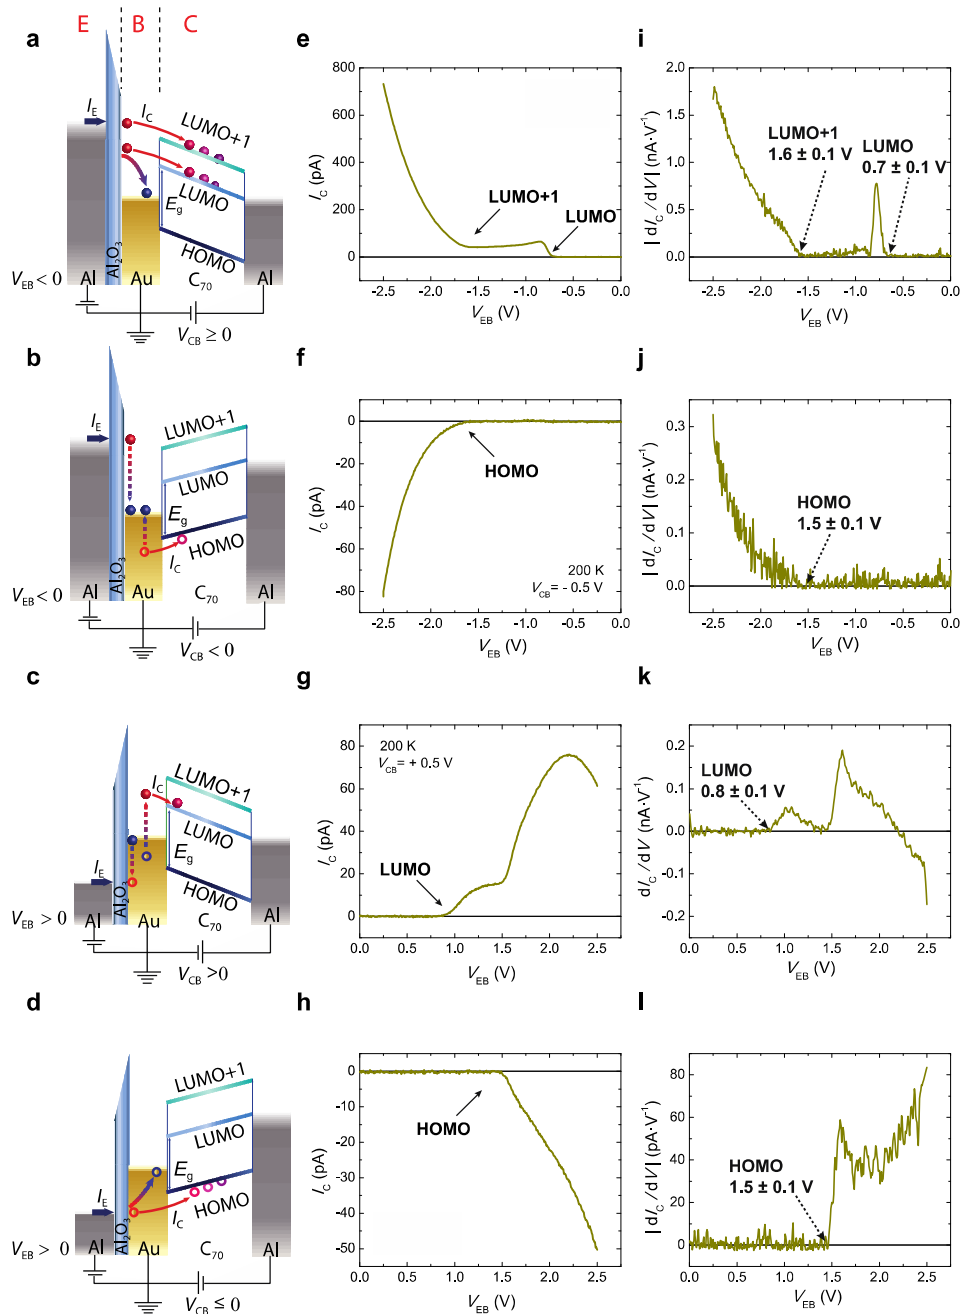 E B C
a
I_E
I_C
LUMO+1
LUMO
E_g
HOMO
V_EB < 0
Al
Al₂O₃
Au
C₇₀
Al
V_CB ≥ 0
e
I_C (pA)
800
600
400
200
0
LUMO+1
LUMO
-2.5 -2.0 -1.5 -1.0 -0.5 0.0
V_EB (V)
i
| dI_C /dV | (nA·V⁻¹)
2.0
1.5
1.0
0.5
0.0
LUMO+1
1.6 ± 0.1 V
LUMO
0.7 ± 0.1 V
-2.5 -2.0 -1.5 -1.0 -0.5 0.0
V_EB (V)
b
I_E
LUMO+1
LUMO
E_g
HOMO
I_C
V_EB < 0
Al
Al₂O₃
Au
C₇₀
Al
V_CB < 0
f
I_C (pA)
0
-20
-40
-60
-80
HOMO
200 K
V_CB = - 0.5 V
-2.5 -2.0 -1.5 -1.0 -0.5 0.0
V_EB (V)
j
| dI_C /dV | (nA·V⁻¹)
0.3
0.2
0.1
0.0
HOMO
1.5 ± 0.1 V
-2.5 -2.0 -1.5 -1.0 -0.5 0.0
V_EB (V)
c
I_C
LUMO+1
LUMO
E_g
HOMO
I_E
V_EB > 0
Al
Al₂O₃
Au
C₇₀
Al
V_CB >0
g
I_C (pA)
80
60
40
20
0
200 K
V_CB = + 0.5 V
LUMO
0.0 0.5 1.0 1.5 2.0 2.5
V_EB (V)
k
dI_C /dV (nA·V⁻¹)
0.2
0.1
0.0
-0.1
-0.2
LUMO
0.8 ± 0.1 V
0.0 0.5 1.0 1.5 2.0 2.5
V_EB (V)
d
LUMO+1
LUMO
E_g
HOMO
I_E
I_C
V_EB > 0
Al
Al₂O₃
Au
C₇₀
Al
V_CB ≤ 0
h
I_C (pA)
0
-10
-20
-30
-40
-50
HOMO
0.0 0.5 1.0 1.5 2.0 2.5
V_EB (V)
l
| dI_C /dV | (pA·V⁻¹)
80
60
40
20
0
HOMO
1.5 ± 0.1 V
0.0 0.5 1.0 1.5 2.0 2.5
V_EB (V)